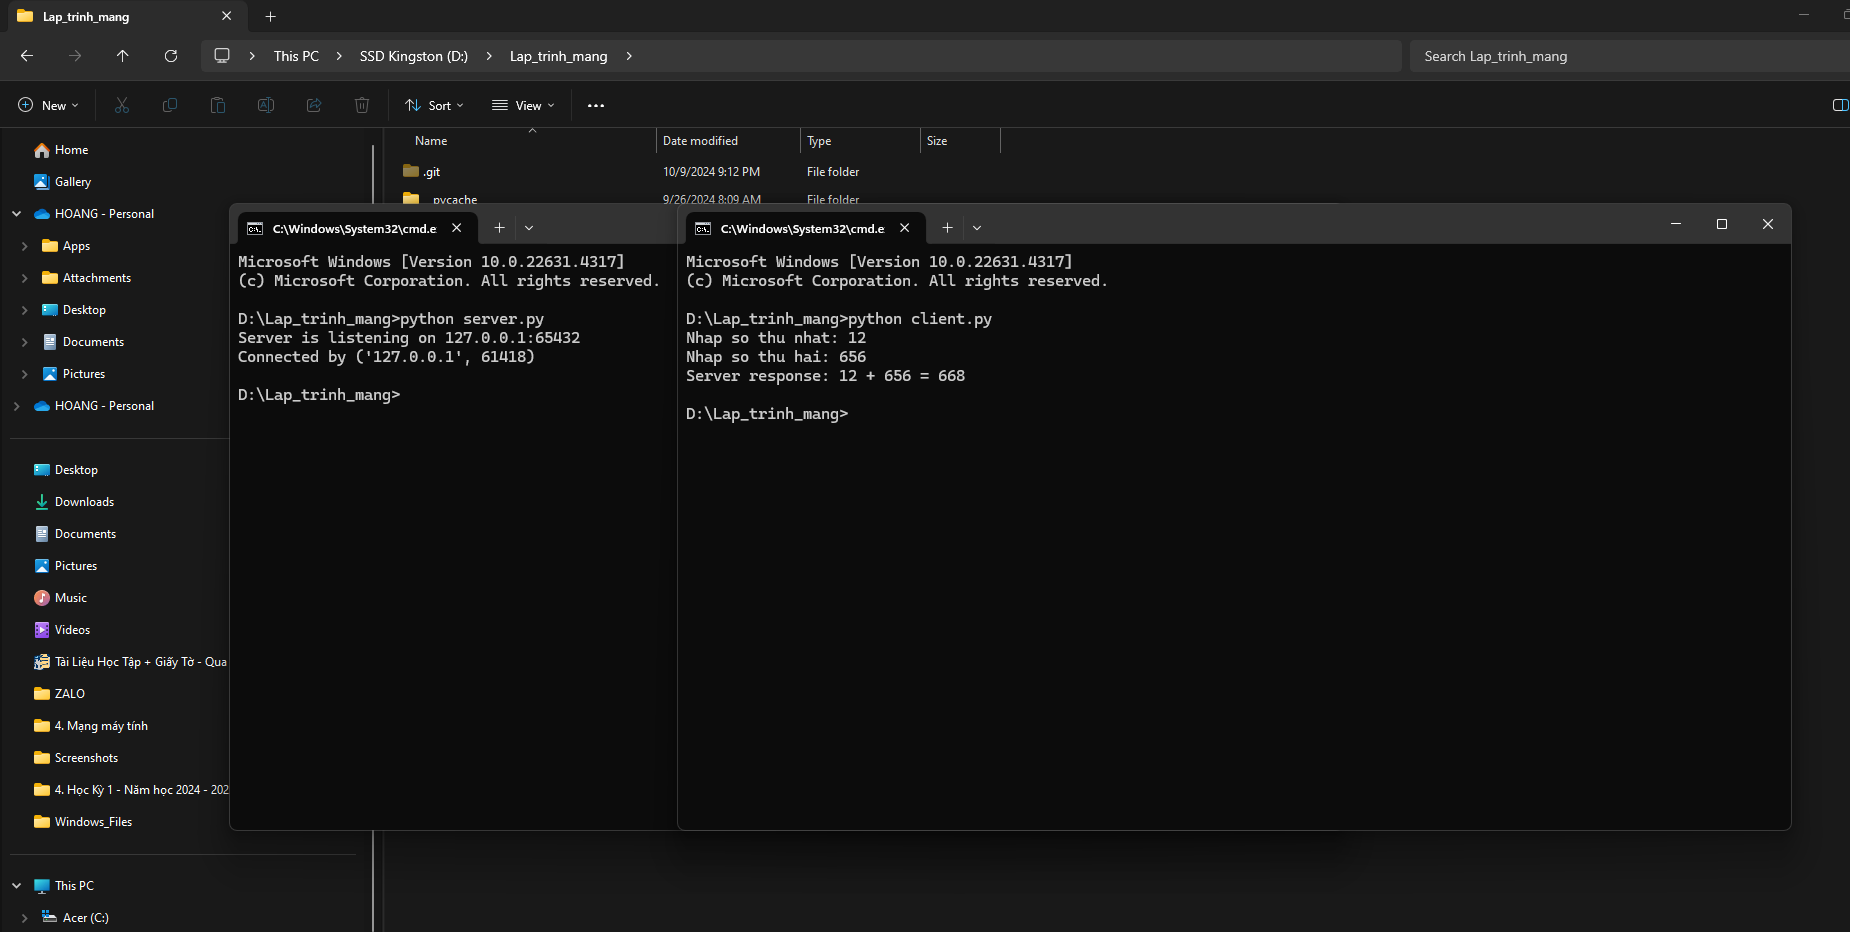 Lap_trinh_mang
This PC
SSD Kingston (D:)
Lap_trinh_mang
Search Lap_trinh_mang
New
Sort
View
Name
Date modified
Type
Size
.git
10/9/2024 9:12 PM
File folder
pycache
9/26/2024 8:09 AM
File folder
Home
Gallery
HOANG - Personal
Apps
Attachments
Desktop
Documents
Pictures
HOANG - Personal
Desktop
Downloads
Documents
Pictures
Music
Videos
Tài Liệu Học Tập + Giấy Tờ - Qua
ZALO
4. Mạng máy tính
Screenshots
4. Học Kỳ 1 - Năm học 2024 - 202
Windows_Files
This PC
Acer (C:)
C:\Windows\System32\cmd.e
Microsoft Windows [Version 10.0.22631.4317]
(c) Microsoft Corporation. All rights reserved.
D:\Lap_trinh_mang>python server.py
Server is listening on 127.0.0.1:65432
Connected by ('127.0.0.1', 61418)
D:\Lap_trinh_mang>
C:\Windows\System32\cmd.e
Microsoft Windows [Version 10.0.22631.4317]
(c) Microsoft Corporation. All rights reserved.
D:\Lap_trinh_mang>python client.py
Nhap so thu nhat: 12
Nhap so thu hai: 656
Server response: 12 + 656 = 668
D:\Lap_trinh_mang>